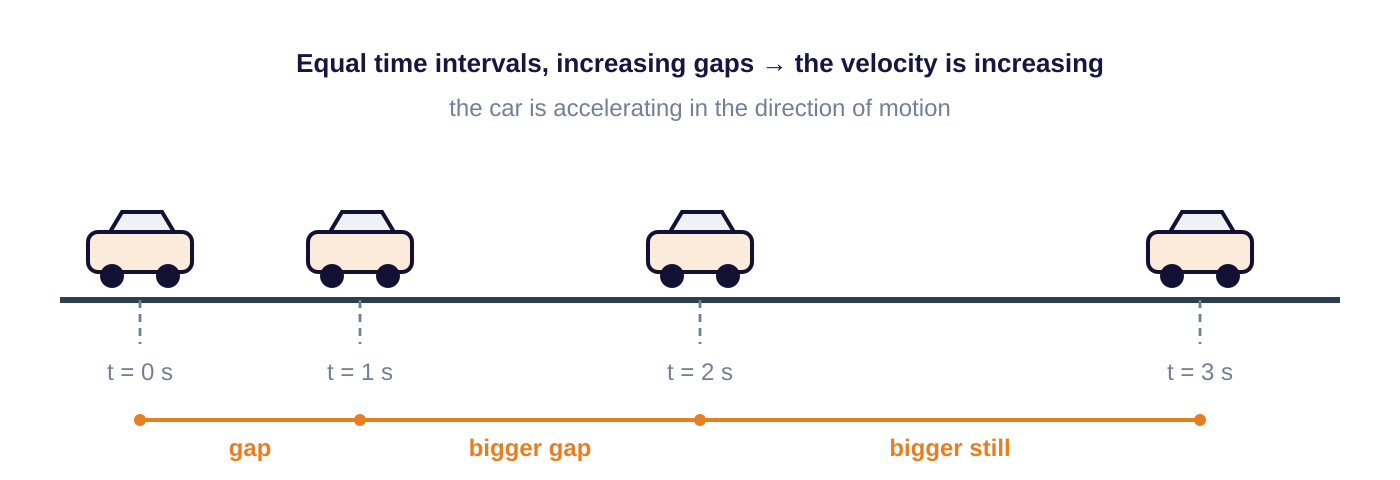 Equal time intervals, increasing gaps → the velocity is increasing
the car is accelerating in the direction of motion
t = 0 s
t = 1 s
t = 2 s
t = 3 s
gap
bigger gap
bigger still